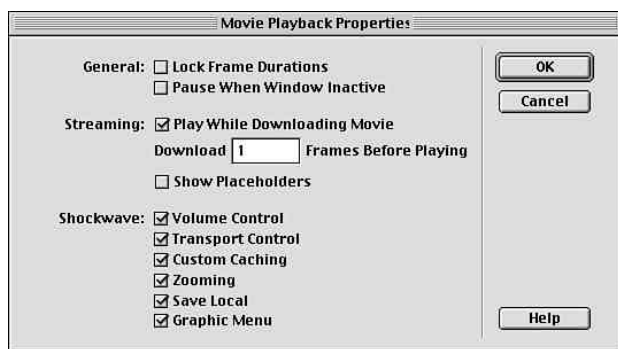 Movie Playback Properties
General: Lock Frame Durations
Pause When Window Inactive
Streaming: Play While Downloading Movie
Download 1 Frames Before Playing
Show Placeholders
Shockwave: Volume Control
Transport Control
Custom Caching
Zooming
Save Local
Graphic Menu
OK
Cancel
Help